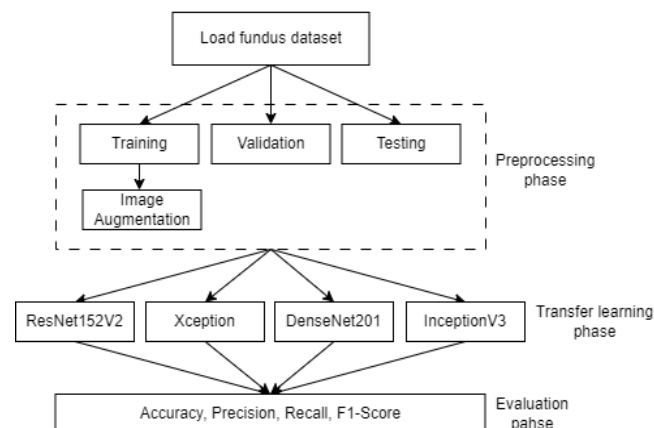 Load fundus dataset
Training
Validation
Testing
Image
Augmentation
Preprocessing
phase
ResNet152V2
Xception
DenseNet201
InceptionV3
Transfer learning
phase
Accuracy, Precision, Recall, F1-Score
Evaluation
pahse